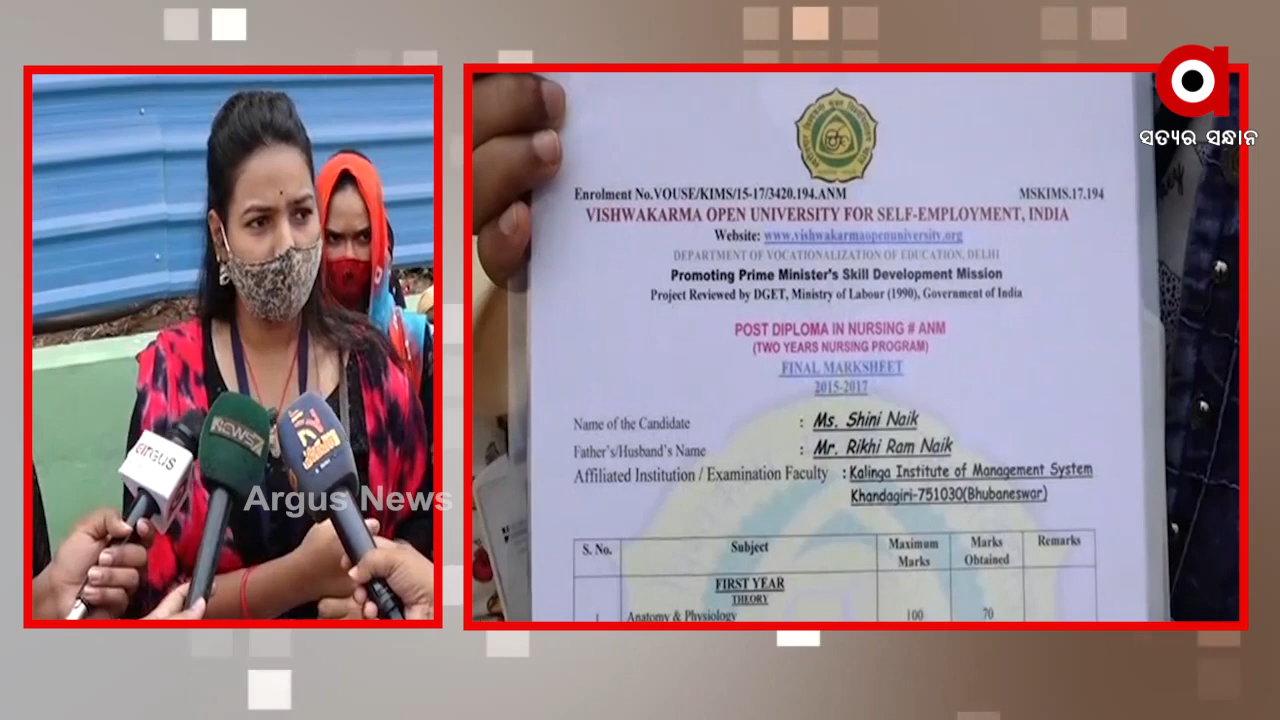 ସତ୍ୟର ସନ୍ଧାନ
argus
NEWS7
Argus News
Enrolment No.VOUSE/KIMS/15-17/3420.194.ANM
MSKIMS.17.194
VISHWAKARMA OPEN UNIVERSITY FOR SELF-EMPLOYMENT, INDIA
Website: www.vishwakarmaopenuniversity.org
DEPARTMENT OF VOCATIONALIZATION OF EDUCATION, DELHI
Promoting Prime Minister's Skill Development Mission
Project Reviewed by DGET, Ministry of Labour (1990), Government of India
POST DIPLOMA IN NURSING # ANM
(TWO YEARS NURSING PROGRAM)
FINAL MARKSHEET
2015-2017
Name of the Candidate : Ms. Shini Naik
Father's/Husband's Name : Mr. Rikhi Ram Naik
Affiliated Institution / Examination Faculty : Kalinga Institute of Management System
Khandagiri-751030(Bhubaneswar)
S. No. Subject Maximum Marks Marks Obtained Remarks
FIRST YEAR
THEORY
1 Anatomy & Physiology 100 70